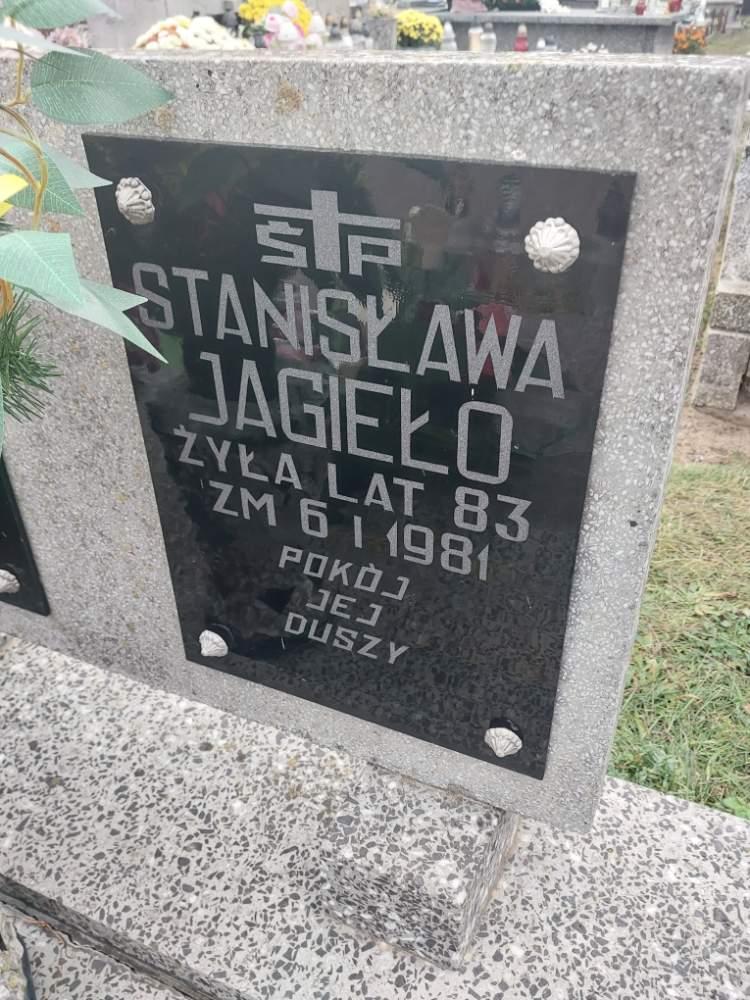 ŚP
STANISŁAWA
JAGIEŁO
ŻYŁA LAT 83
ZM 6 I 1981
POKÓJ
JEJ
DUSZY